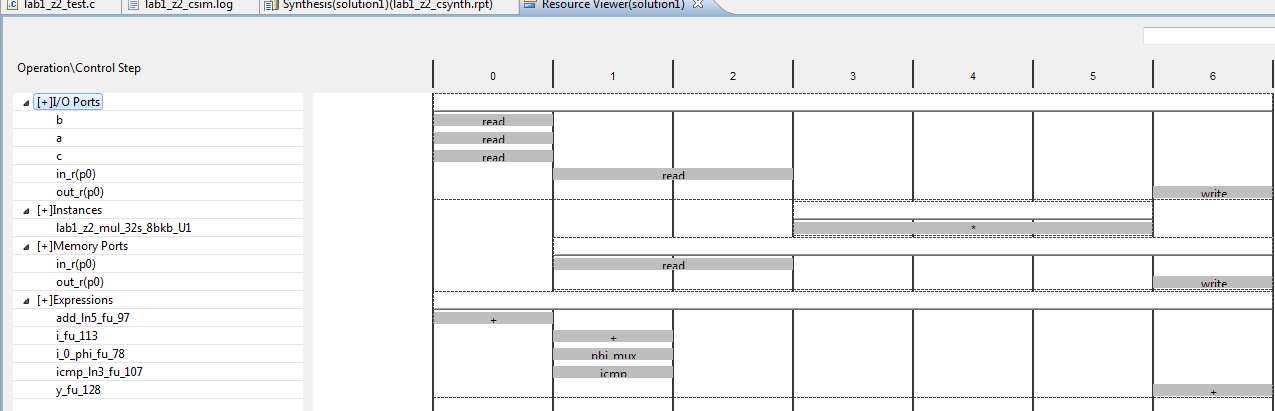 lab1_z2_test.c lab1_z2_csim.log Synthesis(solution1)(lab1_z2_csynth.rpt) Resource Viewer(solution1)
Operation\Control Step 0 1 2 3 4 5 6
[+]I/O Ports
b read
a read
c read
in_r(p0) read
out_r(p0) write
[+]Instances
lab1_z2_mul_32s_8bkb_U1 *
[+]Memory Ports
in_r(p0) read
out_r(p0) write
[+]Expressions
add_ln5_fu_97 +
i_fu_113 +
i_0_phi_fu_78 phi_mux
icmp_ln3_fu_107 icmp
y_fu_128 +